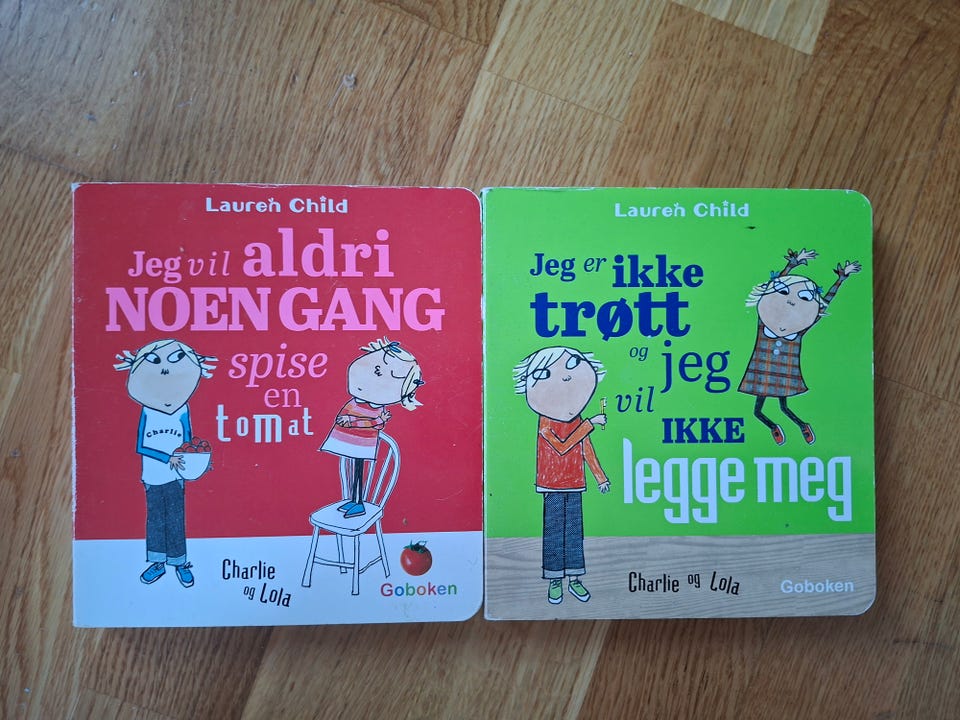 Lauren Child
Jeg vil aldri
NOEN GANG
spise
en
tomat
Charlie
Charlie
og Lola
Goboken
Lauren Child
Jeg er ikke
trøtt
og jeg
vil
IKKE
legge meg
Charlie og Lola
Goboken